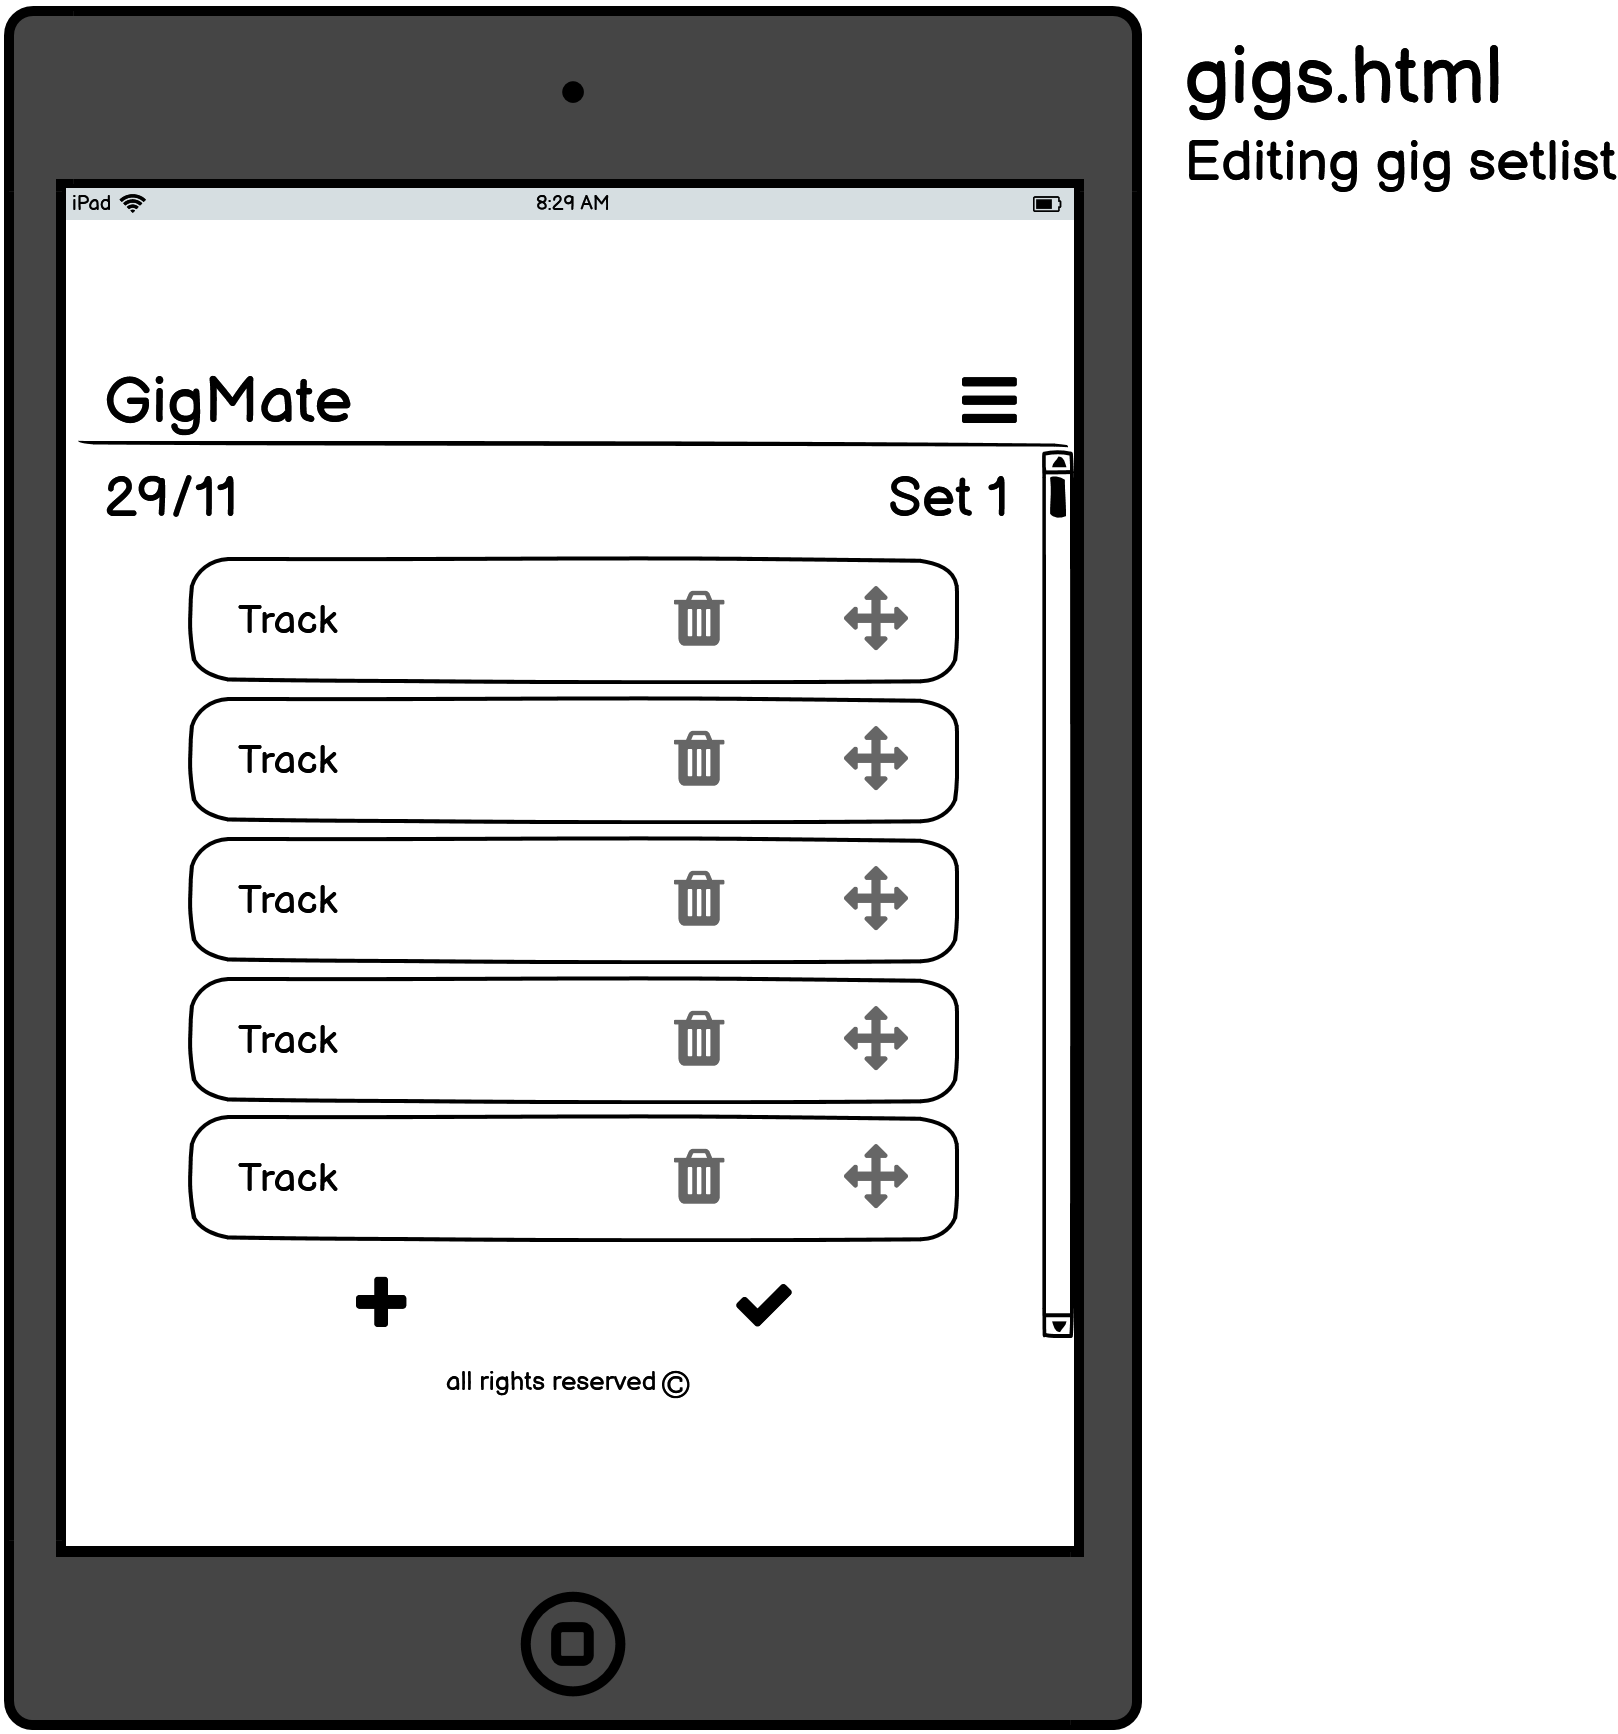 gigs.html
Editing gig setlist
iPad 8:29 AM
GigMate
29/11 Set 1
Track
Track
Track
Track
Track
all rights reserved ©